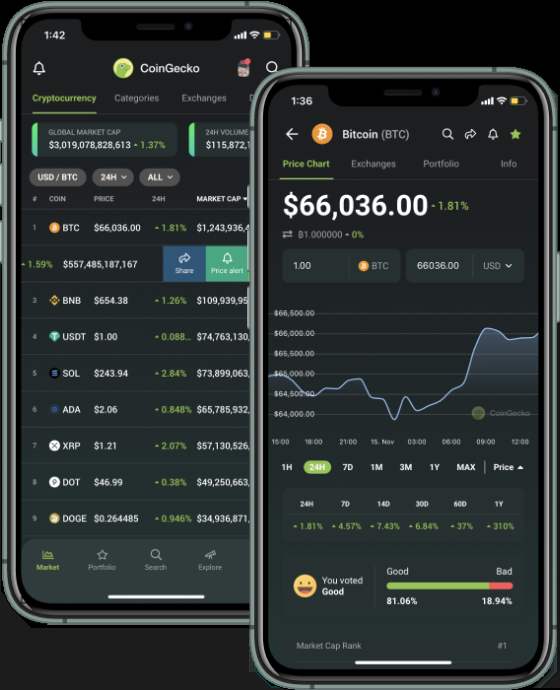 1:42
CoinGecko
Cryptocurrency Categories Exchanges
GLOBAL MARKET CAP
$3,019,078,828,613 1.37%
24H VOLUME
$115,872,1
USD / BTC 24H ALL
# COIN PRICE 24H MARKET CAP
1 BTC $66,036.00 1.81% $1,243,936,4
1.59% $557,485,187,167 Share Price alert
3 BNB $654.38 1.26% $109,939,95
4 USDT $1.00 0.088... $74,763,130,
5 SOL $243.94 2.84% $73,899,063,
6 ADA $2.06 0.848% $65,785,932,
7 XRP $1.21 2.07% $57,130,526,
8 DOT $46.99 0.38% $49,250,663,
9 DOGE $0.264485 0.946% $34,936,871,
Market Portfolio Search Explore
1:36
Bitcoin (BTC)
Price Chart Exchanges Portfolio Info
$66,036.00 1.81%
₿1.000000 0%
1.00 BTC 66036.00 USD
$66,500.00
$66,000.00
$65,500.00
$65,000.00
$64,500.00
$64,000.00
CoinGecko
15:00 18:00 21:00 15. Nov 03:00 06:00 09:00 12:00
1H 24H 7D 1M 3M 1Y MAX Price
24H 7D 14D 30D 60D 1Y
1.81% 4.57% 7.43% 6.84% 37% 310%
You voted
Good
Good Bad
81.06% 18.94%
Market Cap Rank #1